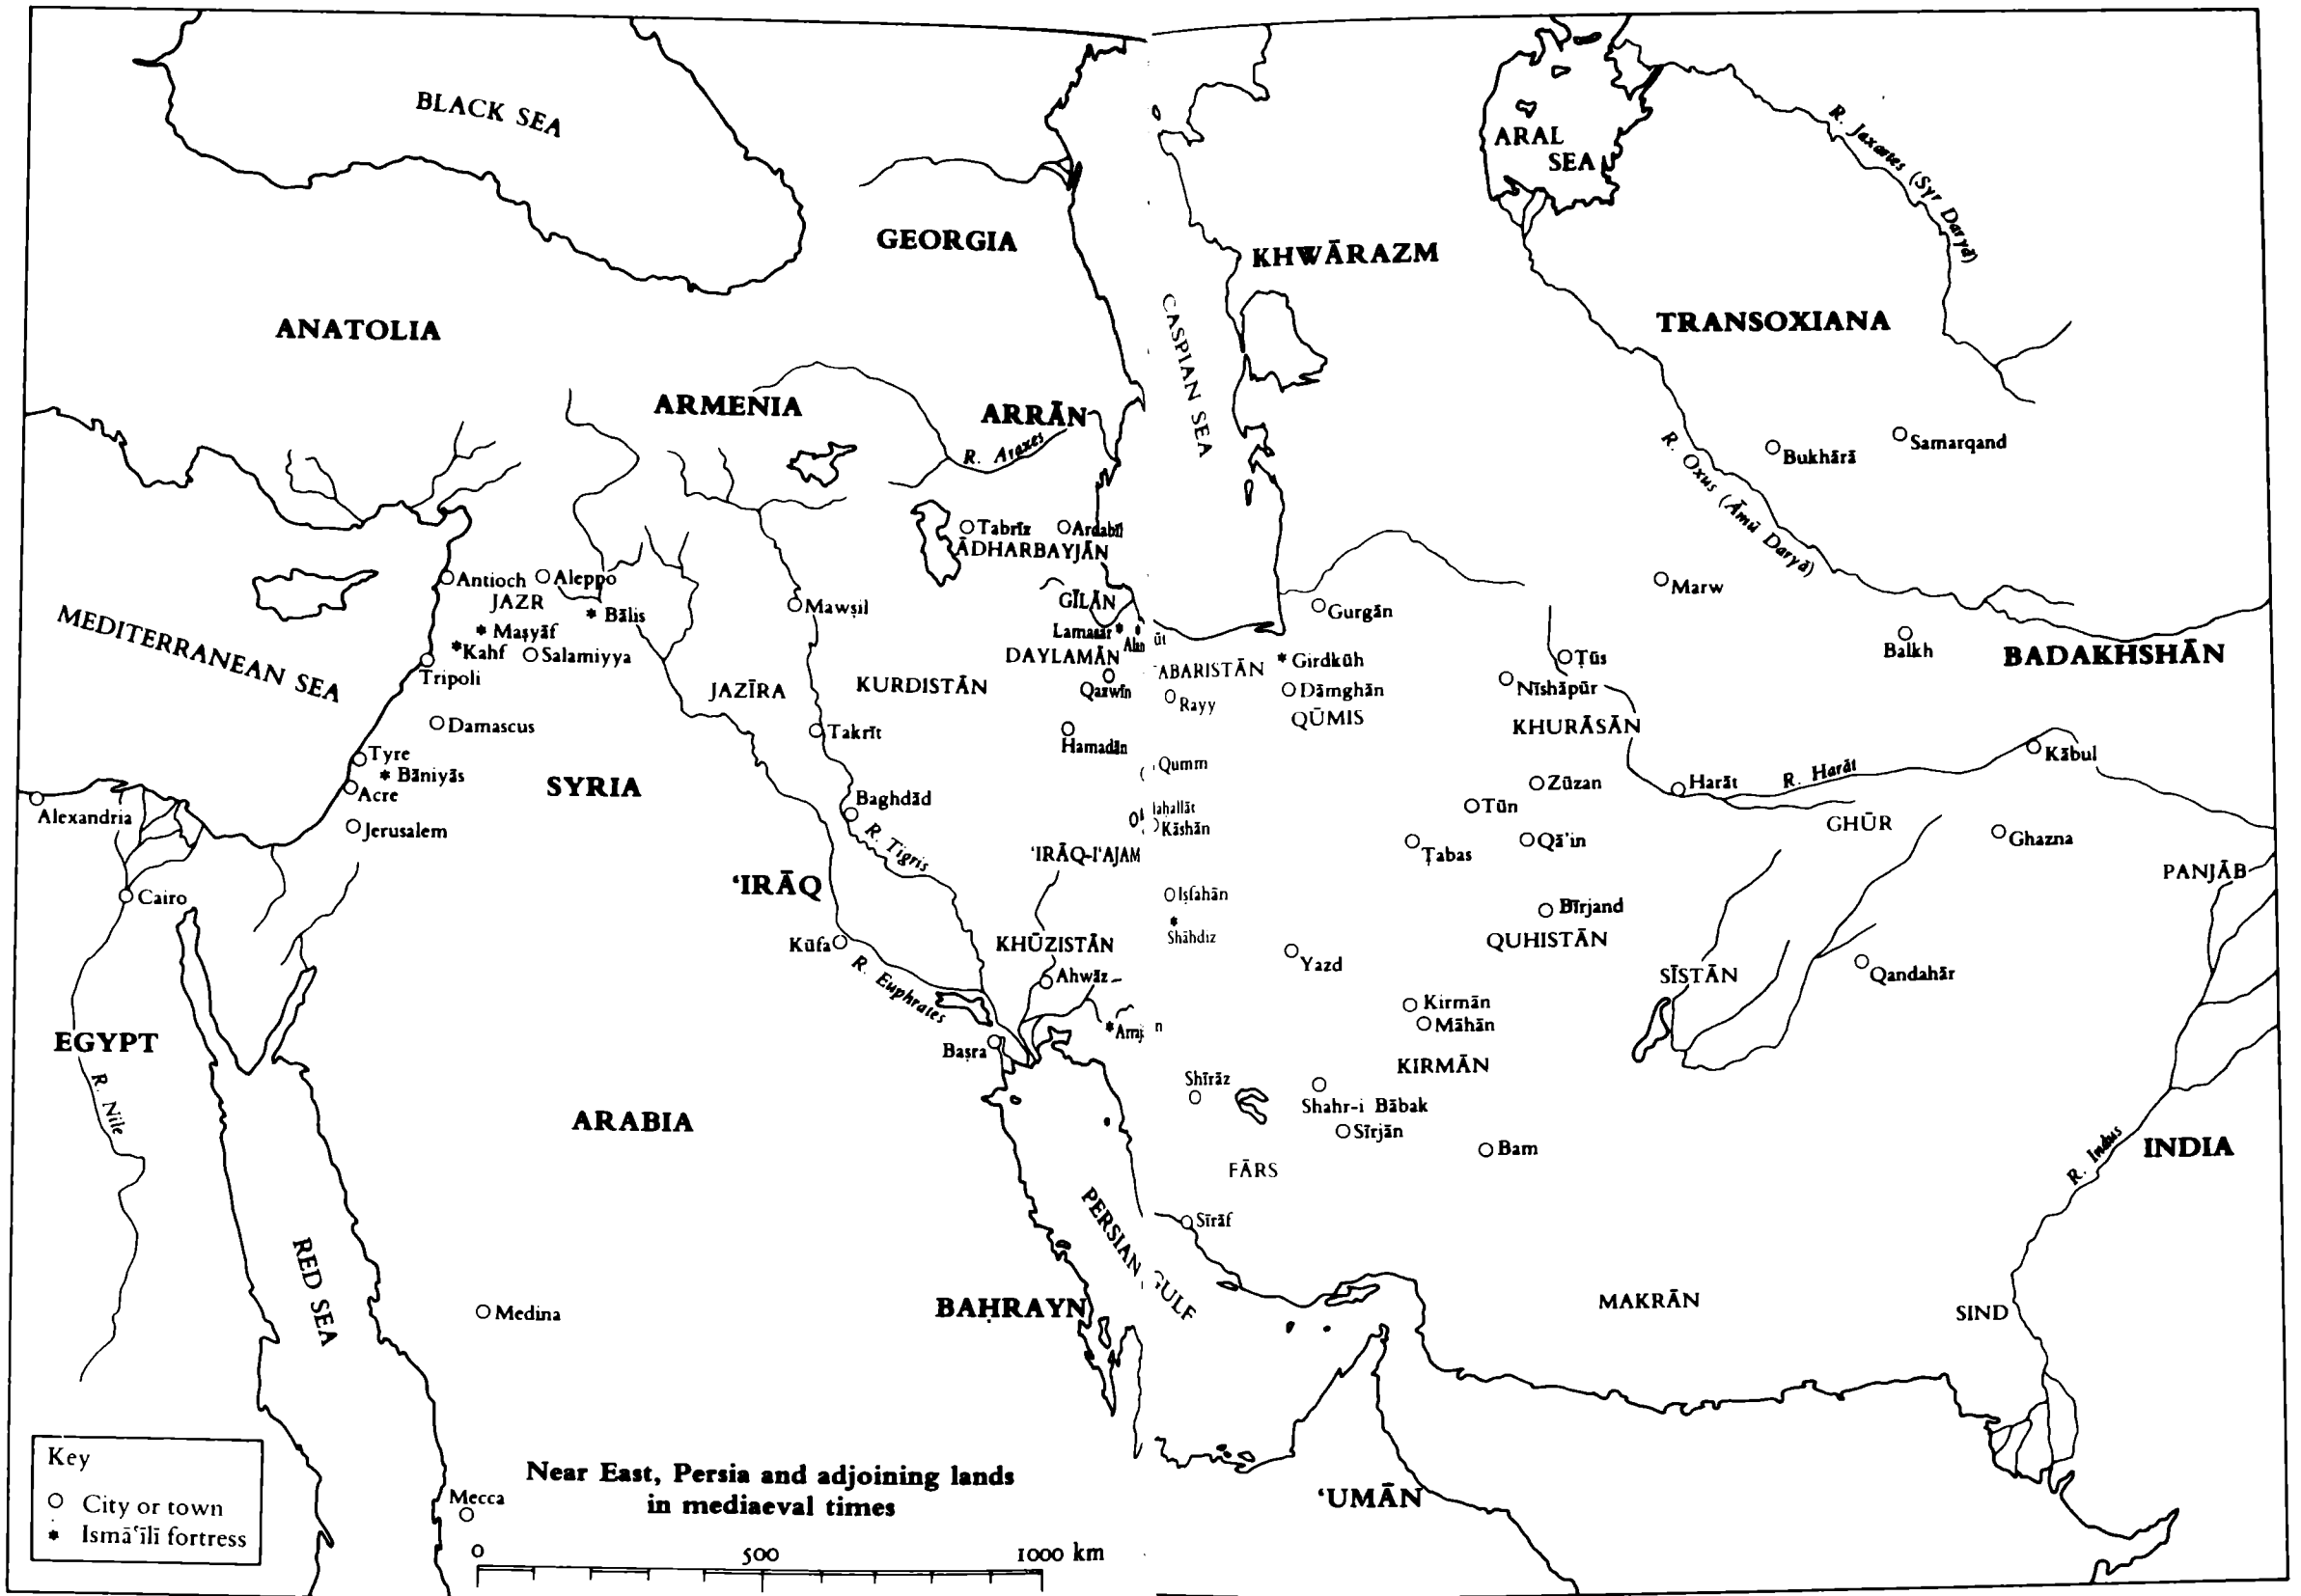 BLACK SEA
ARAL
SEA
R. Jaxartes (Syr Daryā)
GEORGIA
KHWĀRAZM
CASPIAN SEA
ANATOLIA
TRANSOXIANA
ARMENIA
ARRĀN
R. Araxes
R. Oxus (Āmū Daryā)
Bukhārā
Samarqand
Tabrīz
Ardabīl
ĀDHARBAYJĀN
Antioch
Aleppo
JAZR
Bālis
Mawṣil
GĪLĀN
Gurgān
Marw
MEDITERRANEAN SEA
Maṣyāf
Kahf
Salamiyya
Lamasar
DAYLAMĀN
ABARISTĀN
Girdkūh
Ṭūs
Balkh
BADAKHSHĀN
Tripoli
JAZĪRA
KURDISTĀN
Qazwīn
Rayy
Dāmghān
QŪMIS
Nīshāpūr
KHURĀSĀN
Damascus
Takrīt
Hamadān
Tyre
Bāniyās
Acre
SYRIA
Qumm
Zūzan
Harāt
R. Harāt
Kābul
Alexandria
Jerusalem
Baghdād
R. Tigris
ahallāt
Kāshān
Tūn
GHŪR
Ghazna
'IRĀQ-I'AJAM
Ṭabas
Qā'in
PANJĀB
Cairo
‘IRĀQ
Iṣfahān
Shāhdiz
Bīrjand
QUHISTĀN
Kūfa
R. Euphrates
KHŪZISTĀN
Ahwāz
Yazd
SĪSTĀN
Qandahār
Kirmān
Māhān
EGYPT
R. Nile
Baṣra
KIRMĀN
Shīrāz
Shahr-i Bābak
Sīrjān
Bam
ARABIA
FĀRS
R. Indus
INDIA
RED SEA
PERSIAN GULF
Sīrāf
Medina
BAḤRAYN
MAKRĀN
SIND
Key
City or town
Ismā‘īlī fortress
Mecca
Near East, Persia and adjoining lands
in mediaeval times
‘UMĀN
0 500 1000 km